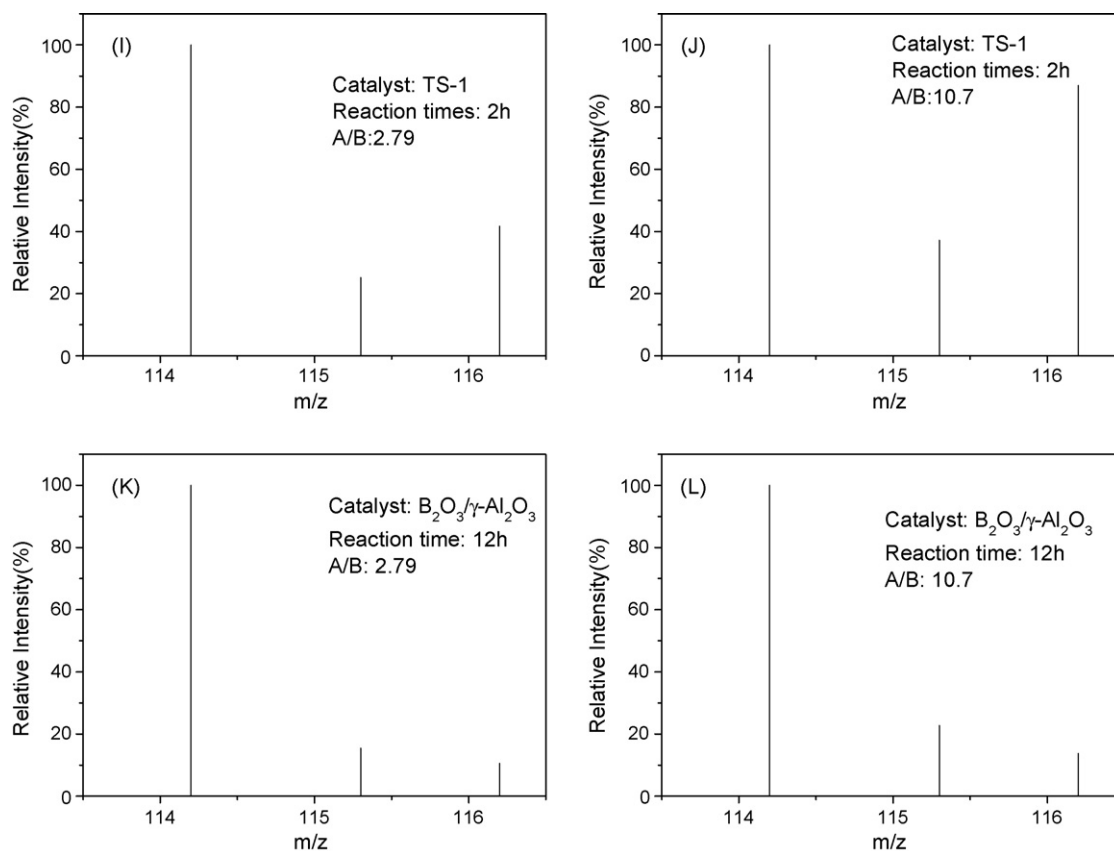 (I)
Catalyst: TS-1
Reaction times: 2h
A/B:2.79
Relative Intensity(%)
100
80
60
40
20
0
114
115
116
m/z
(J)
Catalyst: TS-1
Reaction times: 2h
A/B:10.7
Relative Intensity(%)
100
80
60
40
20
0
114
115
116
m/z
(K)
Catalyst: B₂O₃/γ-Al₂O₃
Reaction time: 12h
A/B: 2.79
Relative Intensity(%)
100
80
60
40
20
0
114
115
116
m/z
(L)
Catalyst: B₂O₃/γ-Al₂O₃
Reaction time: 12h
A/B: 10.7
Relative Intensity(%)
100
80
60
40
20
0
114
115
116
m/z